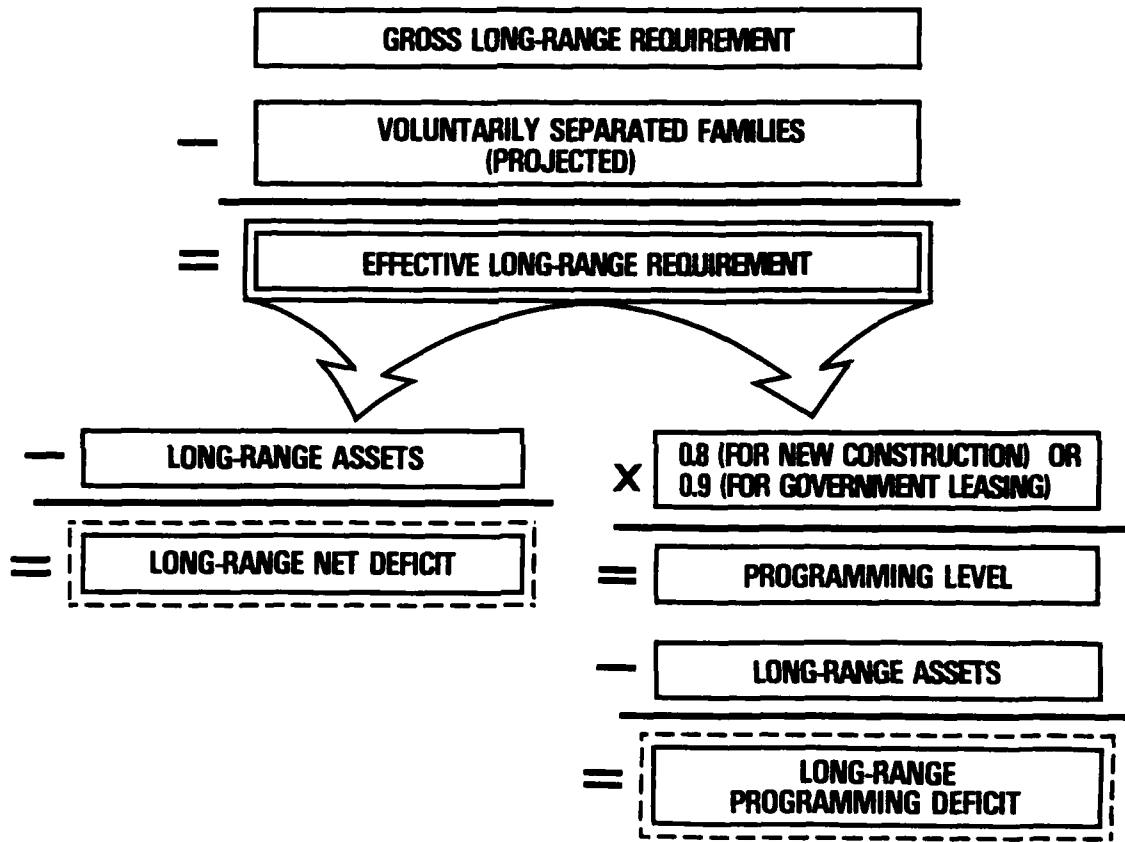 GROSS LONG-RANGE REQUIREMENT
− VOLUNTARILY SEPARATED FAMILIES
(PROJECTED)
= EFFECTIVE LONG-RANGE REQUIREMENT
− LONG-RANGE ASSETS
= LONG-RANGE NET DEFICIT
X 0.8 (FOR NEW CONSTRUCTION) OR
0.9 (FOR GOVERNMENT LEASING)
= PROGRAMMING LEVEL
− LONG-RANGE ASSETS
= LONG-RANGE
PROGRAMMING DEFICIT